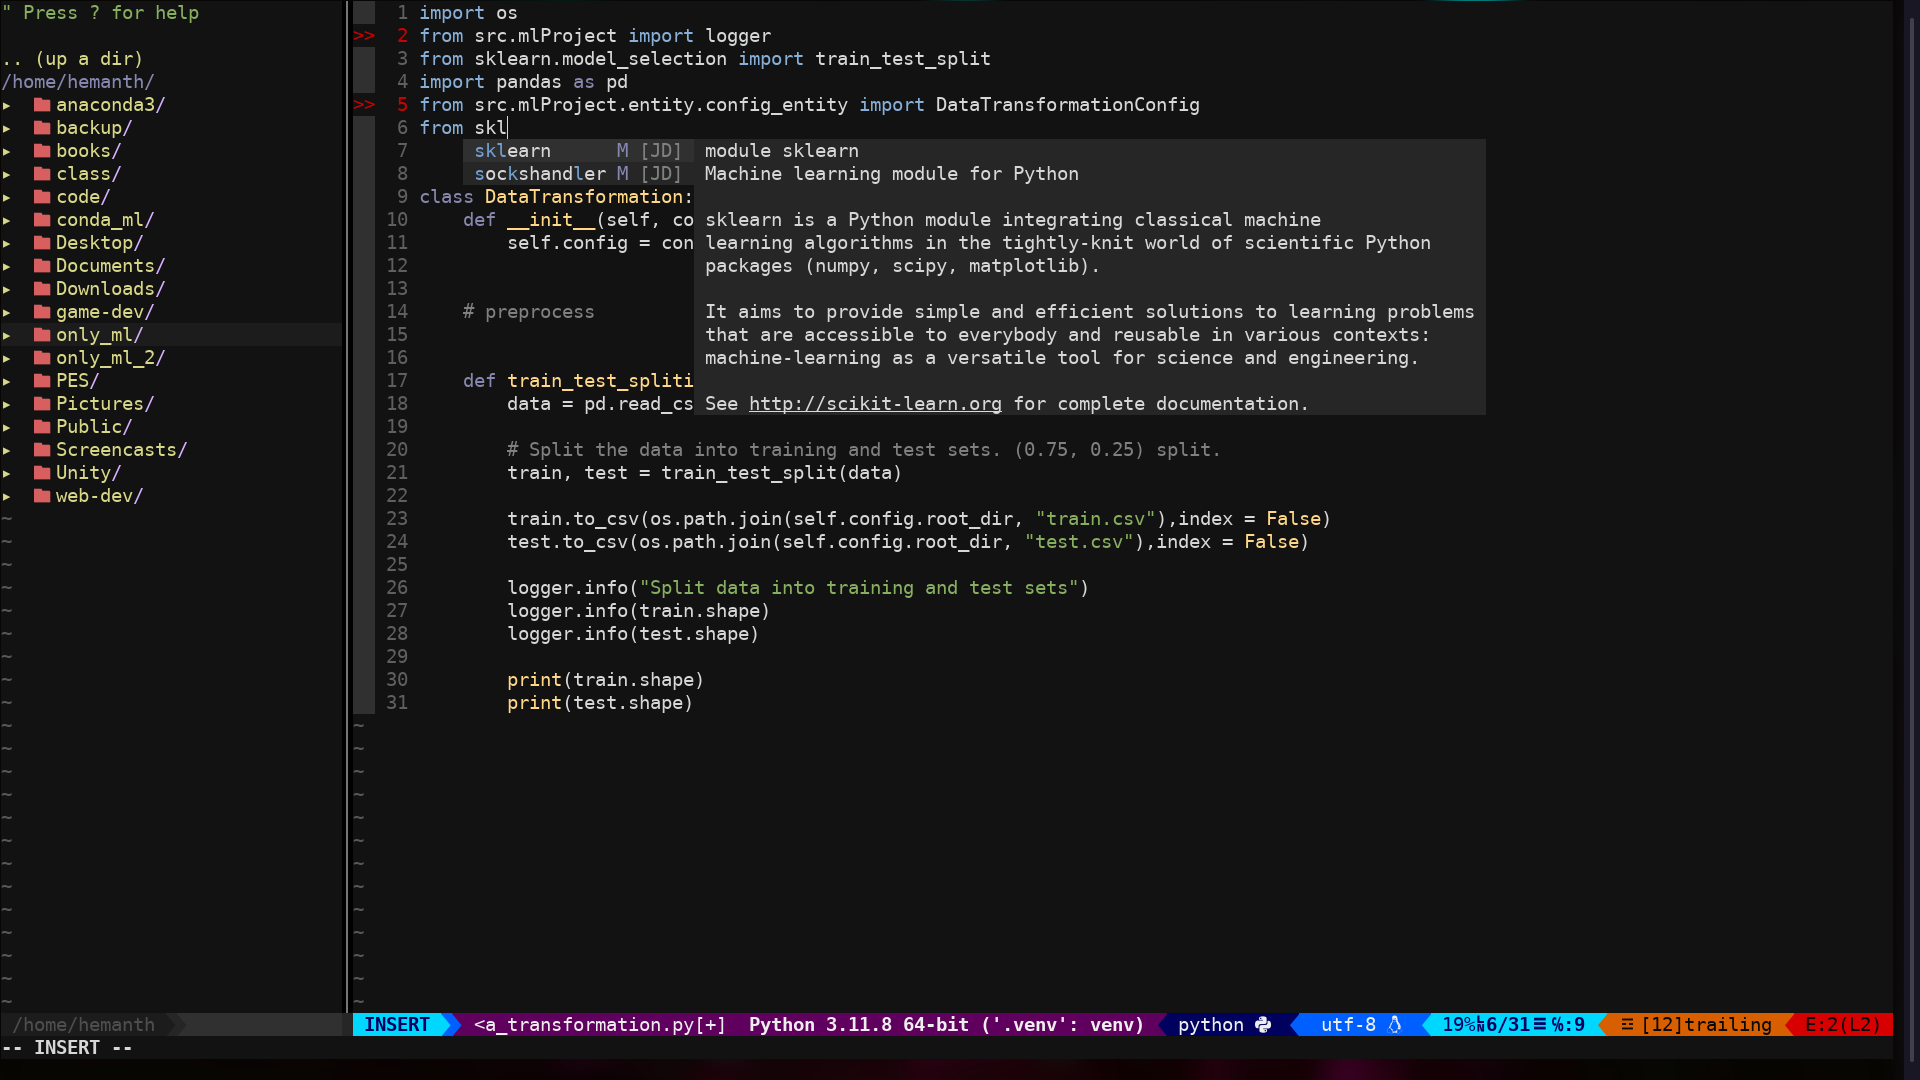 " Press ? for help
.. (up a dir)
/home/hemanth/
▸ anaconda3/
▸ backup/
▸ books/
▸ class/
▸ code/
▸ conda_ml/
▸ Desktop/
▸ Documents/
▸ Downloads/
▸ game-dev/
▸ only_ml/
▸ only_ml_2/
▸ PES/
▸ Pictures/
▸ Public/
▸ Screencasts/
▸ Unity/
▸ web-dev/
1 import os
>> 2 from src.mlProject import logger
3 from sklearn.model_selection import train_test_split
4 import pandas as pd
>> 5 from src.mlProject.entity.config_entity import DataTransformationConfig
6 from skl
7 sklearn M [JD] module sklearn
8 sockshandler M [JD] Machine learning module for Python
9 class DataTransformation:
10 def __init__(self, co sklearn is a Python module integrating classical machine
11 self.config = con learning algorithms in the tightly-knit world of scientific Python
12 packages (numpy, scipy, matplotlib).
13
14 # preprocess It aims to provide simple and efficient solutions to learning problems
15 that are accessible to everybody and reusable in various contexts:
16 machine-learning as a versatile tool for science and engineering.
17 def train_test_spliti
18 data = pd.read_cs See http://scikit-learn.org for complete documentation.
19
20 # Split the data into training and test sets. (0.75, 0.25) split.
21 train, test = train_test_split(data)
22
23 train.to_csv(os.path.join(self.config.root_dir, "train.csv"),index = False)
24 test.to_csv(os.path.join(self.config.root_dir, "test.csv"),index = False)
25
26 logger.info("Split data into training and test sets")
27 logger.info(train.shape)
28 logger.info(test.shape)
29
30 print(train.shape)
31 print(test.shape)
/home/hemanth INSERT <a_transformation.py[+] Python 3.11.8 64-bit ('.venv': venv) python utf-8 19% 6/31 ℅:9 [12]trailing E:2(L2)
-- INSERT --